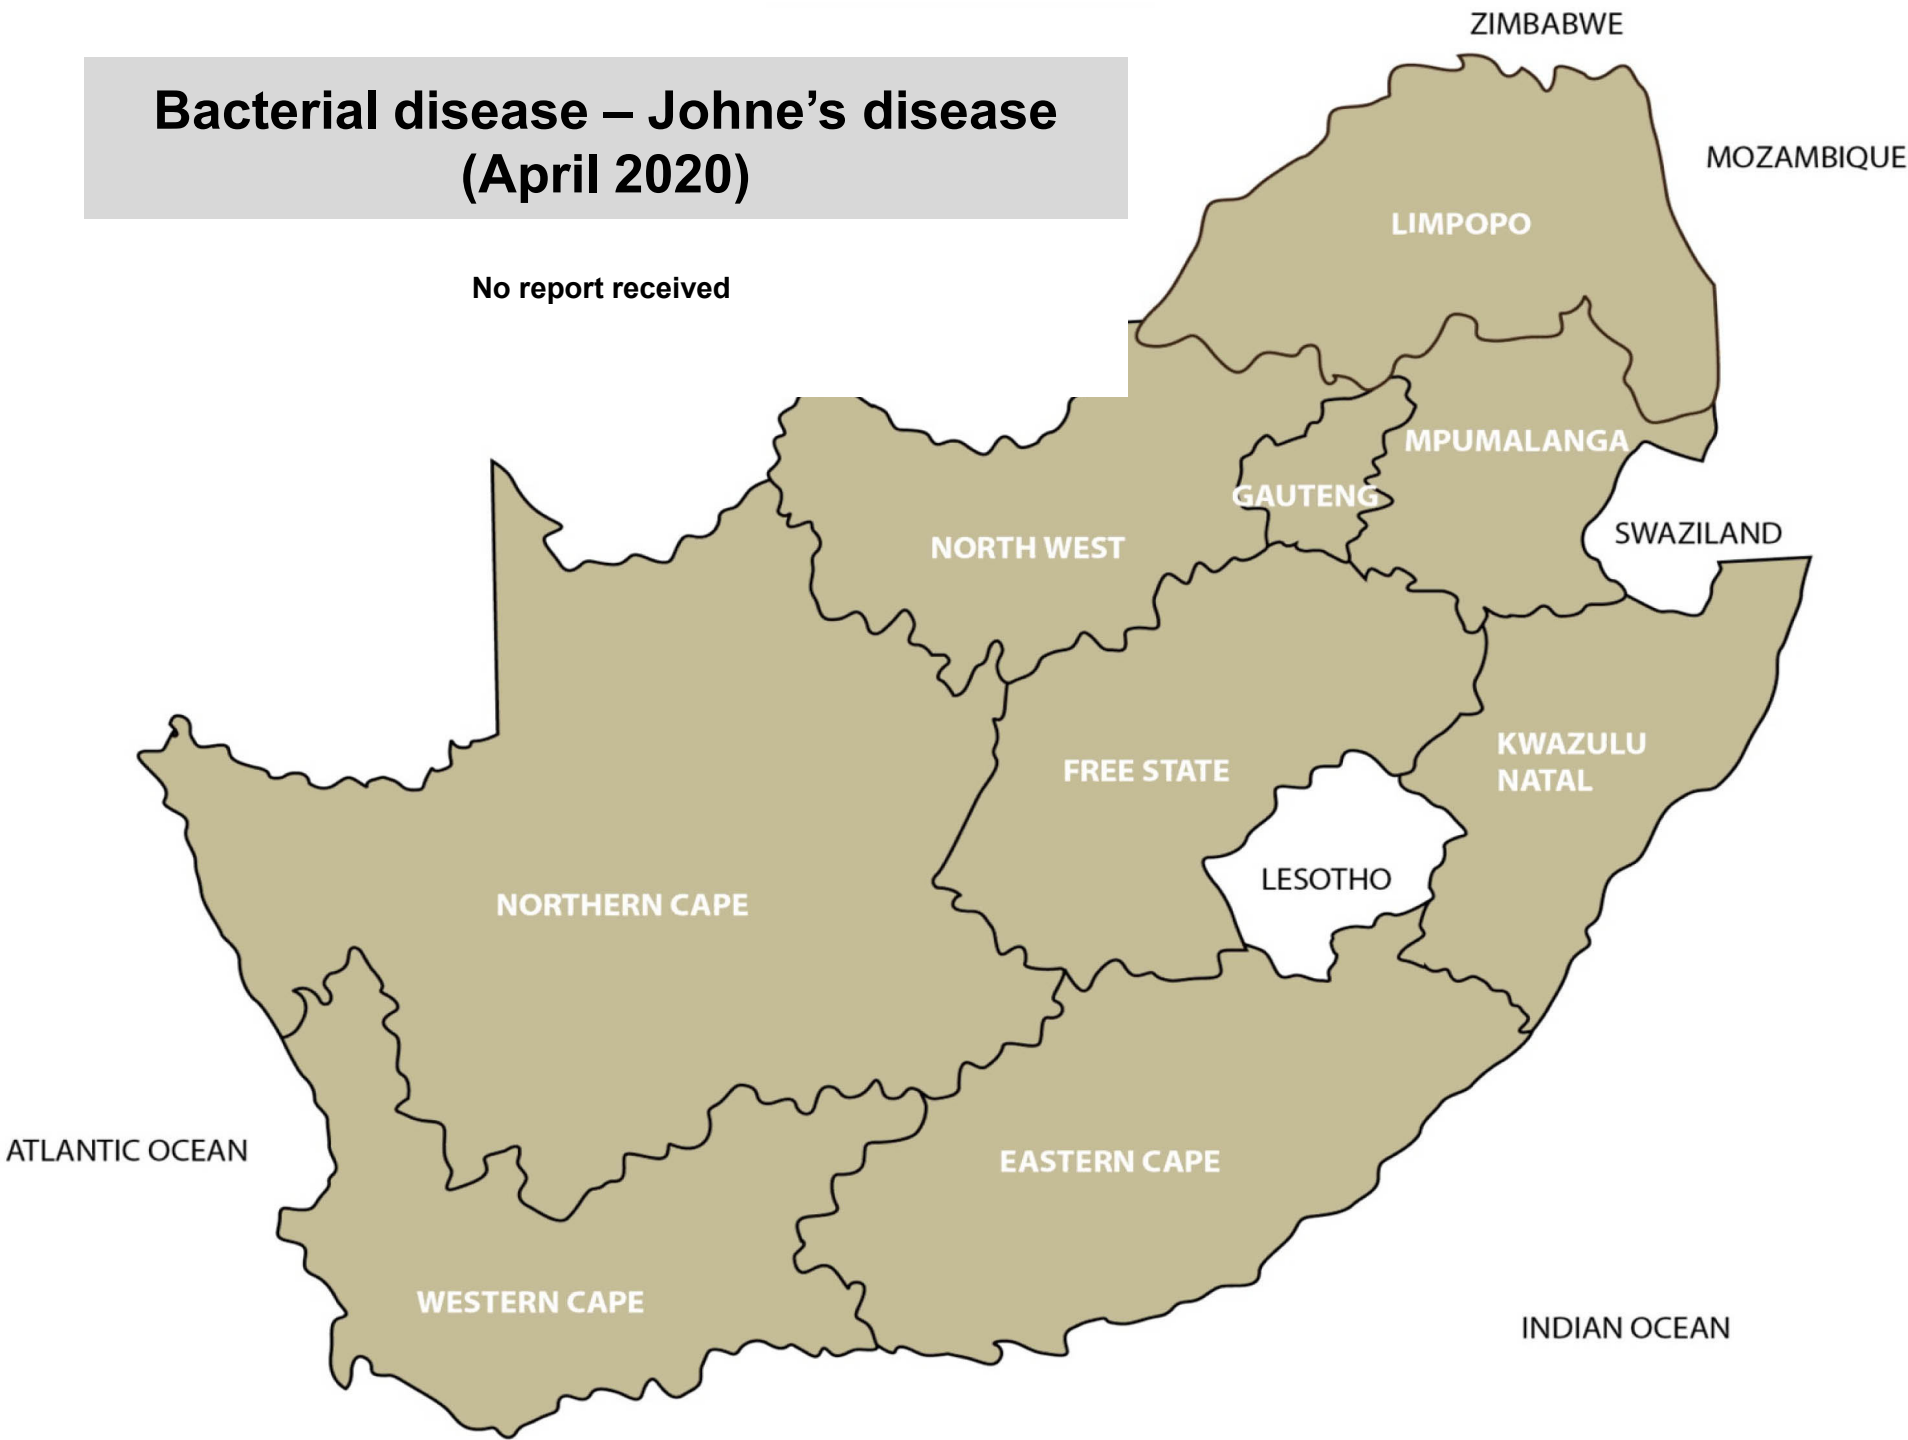 ZIMBABWE
Bacterial disease – Johne’s disease
(April 2020)
MOZAMBIQUE
LIMPOPO
No report received
MPUMALANGA
GAUTENG
SWAZILAND
NORTH WEST
KWAZULU
NATAL
FREE STATE
LESOTHO
NORTHERN CAPE
ATLANTIC OCEAN
EASTERN CAPE
WESTERN CAPE
INDIAN OCEAN